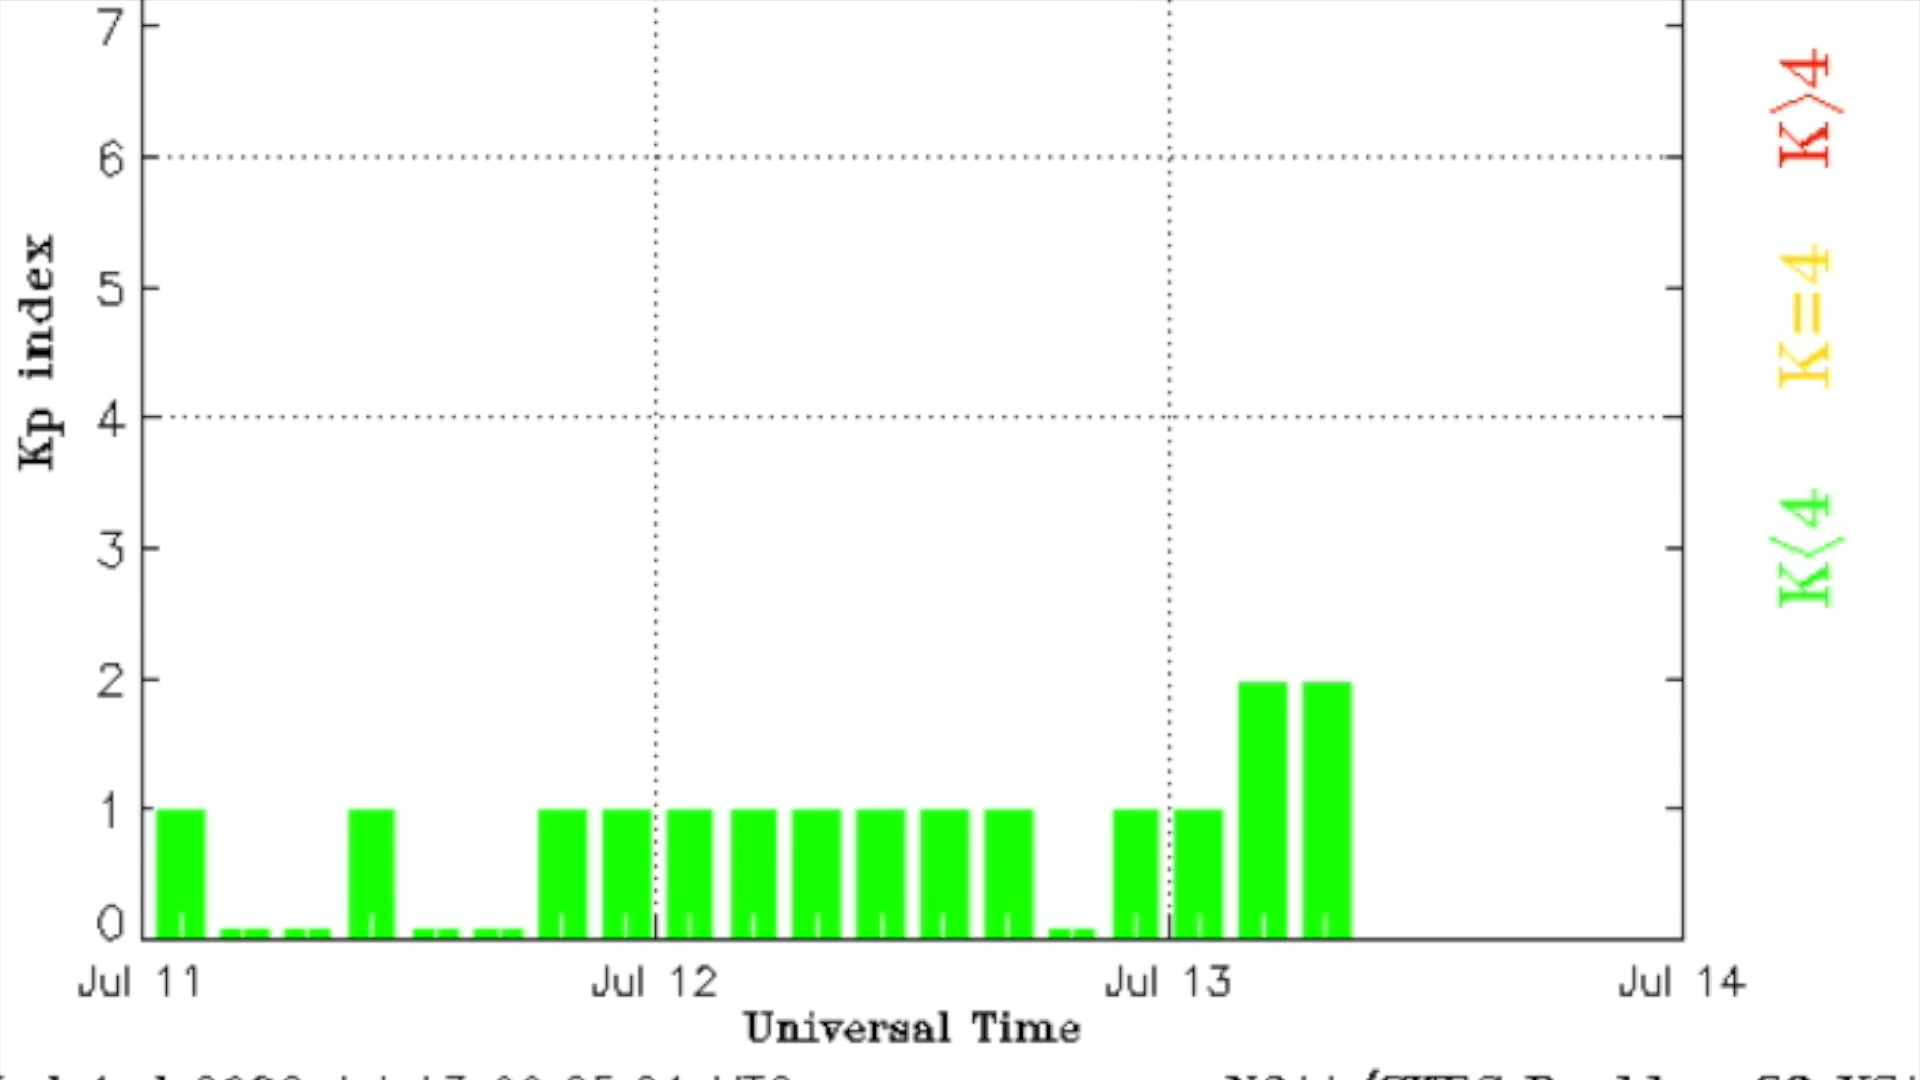 7
6
5
4
3
2
1
0
Kp index
K>4
K=4
K<4
Jul 11
Jul 12
Jul 13
Jul 14
Universal Time